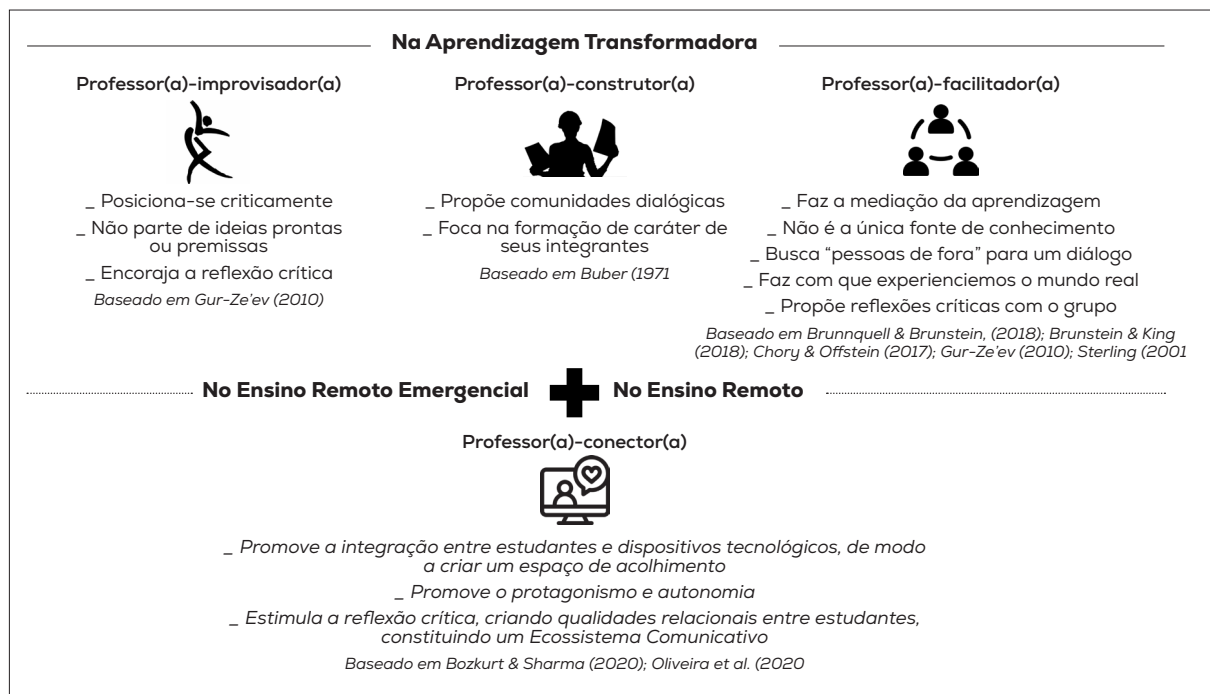 Na Aprendizagem Transformadora
Professor(a)-improvisador(a)
_ Posiciona-se criticamente
_ Não parte de ideias prontas
ou premissas
_ Encoraja a reflexão crítica
Baseado em Gur-Ze'ev (2010)
Professor(a)-construtor(a)
_ Propõe comunidades dialógicas
_ Foca na formação de caráter de
seus integrantes
Baseado em Buber (1971
Professor(a)-facilitador(a)
_ Faz a mediação da aprendizagem
_ Não é a única fonte de conhecimento
_ Busca “pessoas de fora” para um diálogo
_ Faz com que experienciemos o mundo real
_ Propõe reflexões críticas com o grupo
Baseado em Brunnquell & Brunstein, (2018); Brunstein & King
(2018); Chory & Offstein (2017); Gur-Ze'ev (2010); Sterling (2001
No Ensino Remoto Emergencial
No Ensino Remoto
Professor(a)-conector(a)
_ Promove a integração entre estudantes e dispositivos tecnológicos, de modo
a criar um espaço de acolhimento
_ Promove o protagonismo e autonomia
_ Estimula a reflexão crítica, criando qualidades relacionais entre estudantes,
constituindo um Ecossistema Comunicativo
Baseado em Bozkurt & Sharma (2020); Oliveira et al. (2020